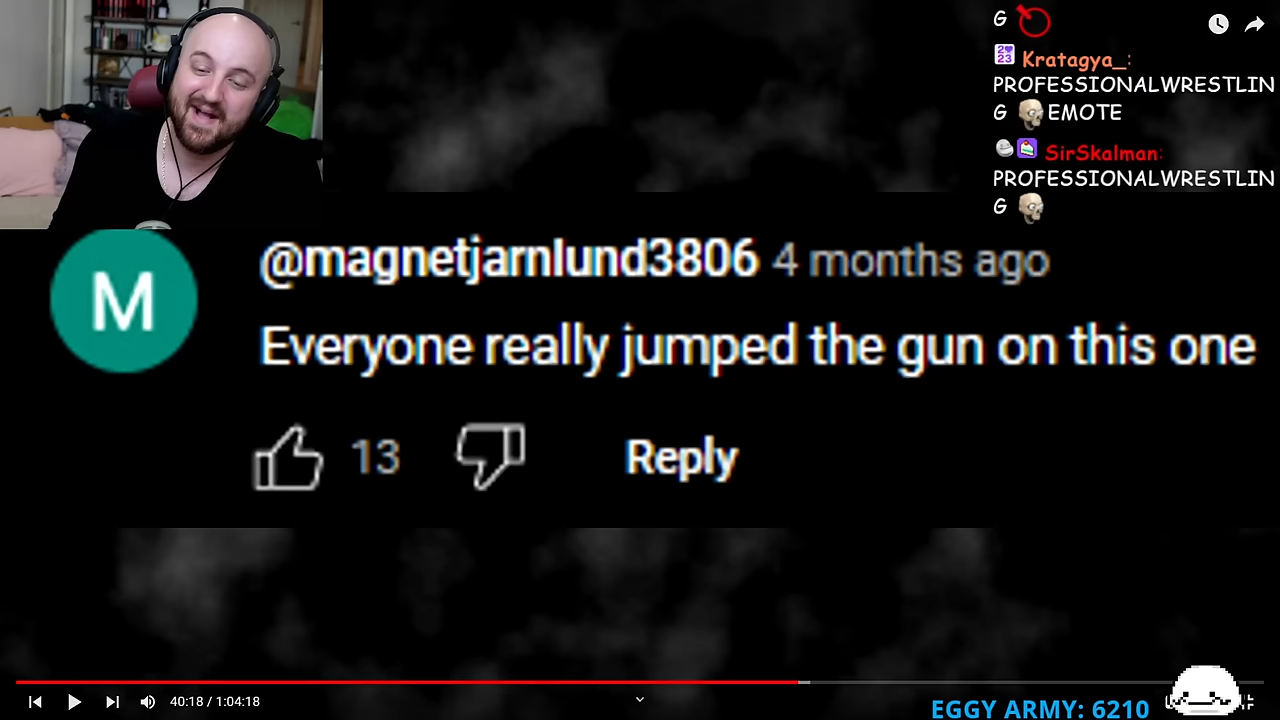 G
Kratagya_:
PROFESSIONALWRESTLIN
G EMOTE
SirSkalman:
PROFESSIONALWRESTLIN
G
@magnetjarnlund3806 4 months ago
M
Everyone really jumped the gun on this one
13 Reply
40:18 / 1:04:18
EGGY ARMY: 6210